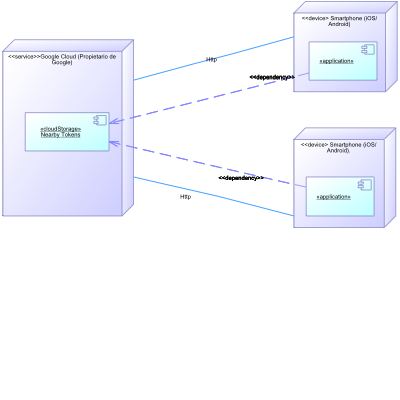 <<device> Smartphone (iOS/
Android)
<<service>>Google Cloud (Propietario de
Google)
Http
«application»
<<dependency>>
«cloudStorage»
Nearby Tokens
<<device> Smartphone (iOS/
Android).
<<dependency>>
Http
«application»